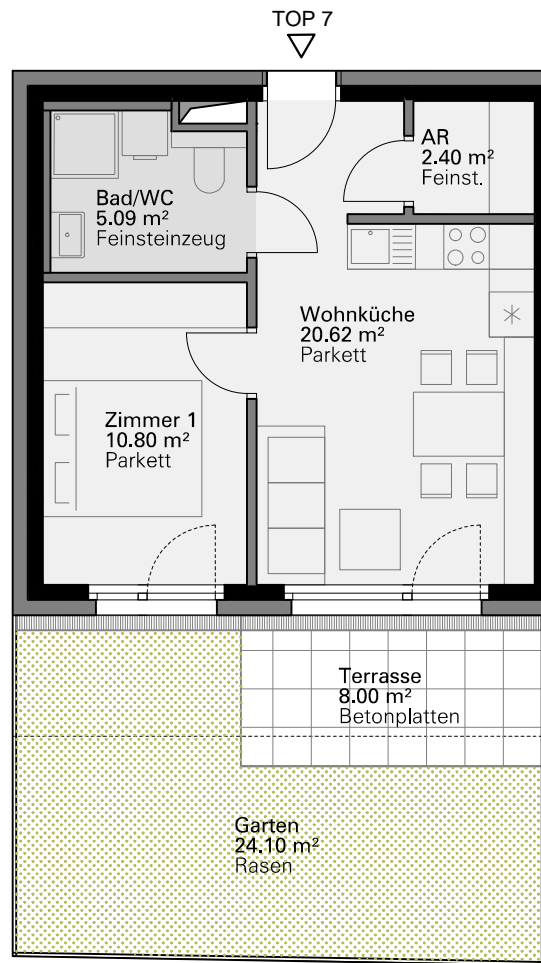 TOP 7
AR
2.40 m²
Feinst.
Bad/WC
5.09 m²
Feinsteinzeug
Wohnküche
20.62 m²
Parkett
Zimmer 1
10.80 m²
Parkett
Terrasse
8.00 m²
Betonplatten
Garten
24.10 m²
Rasen